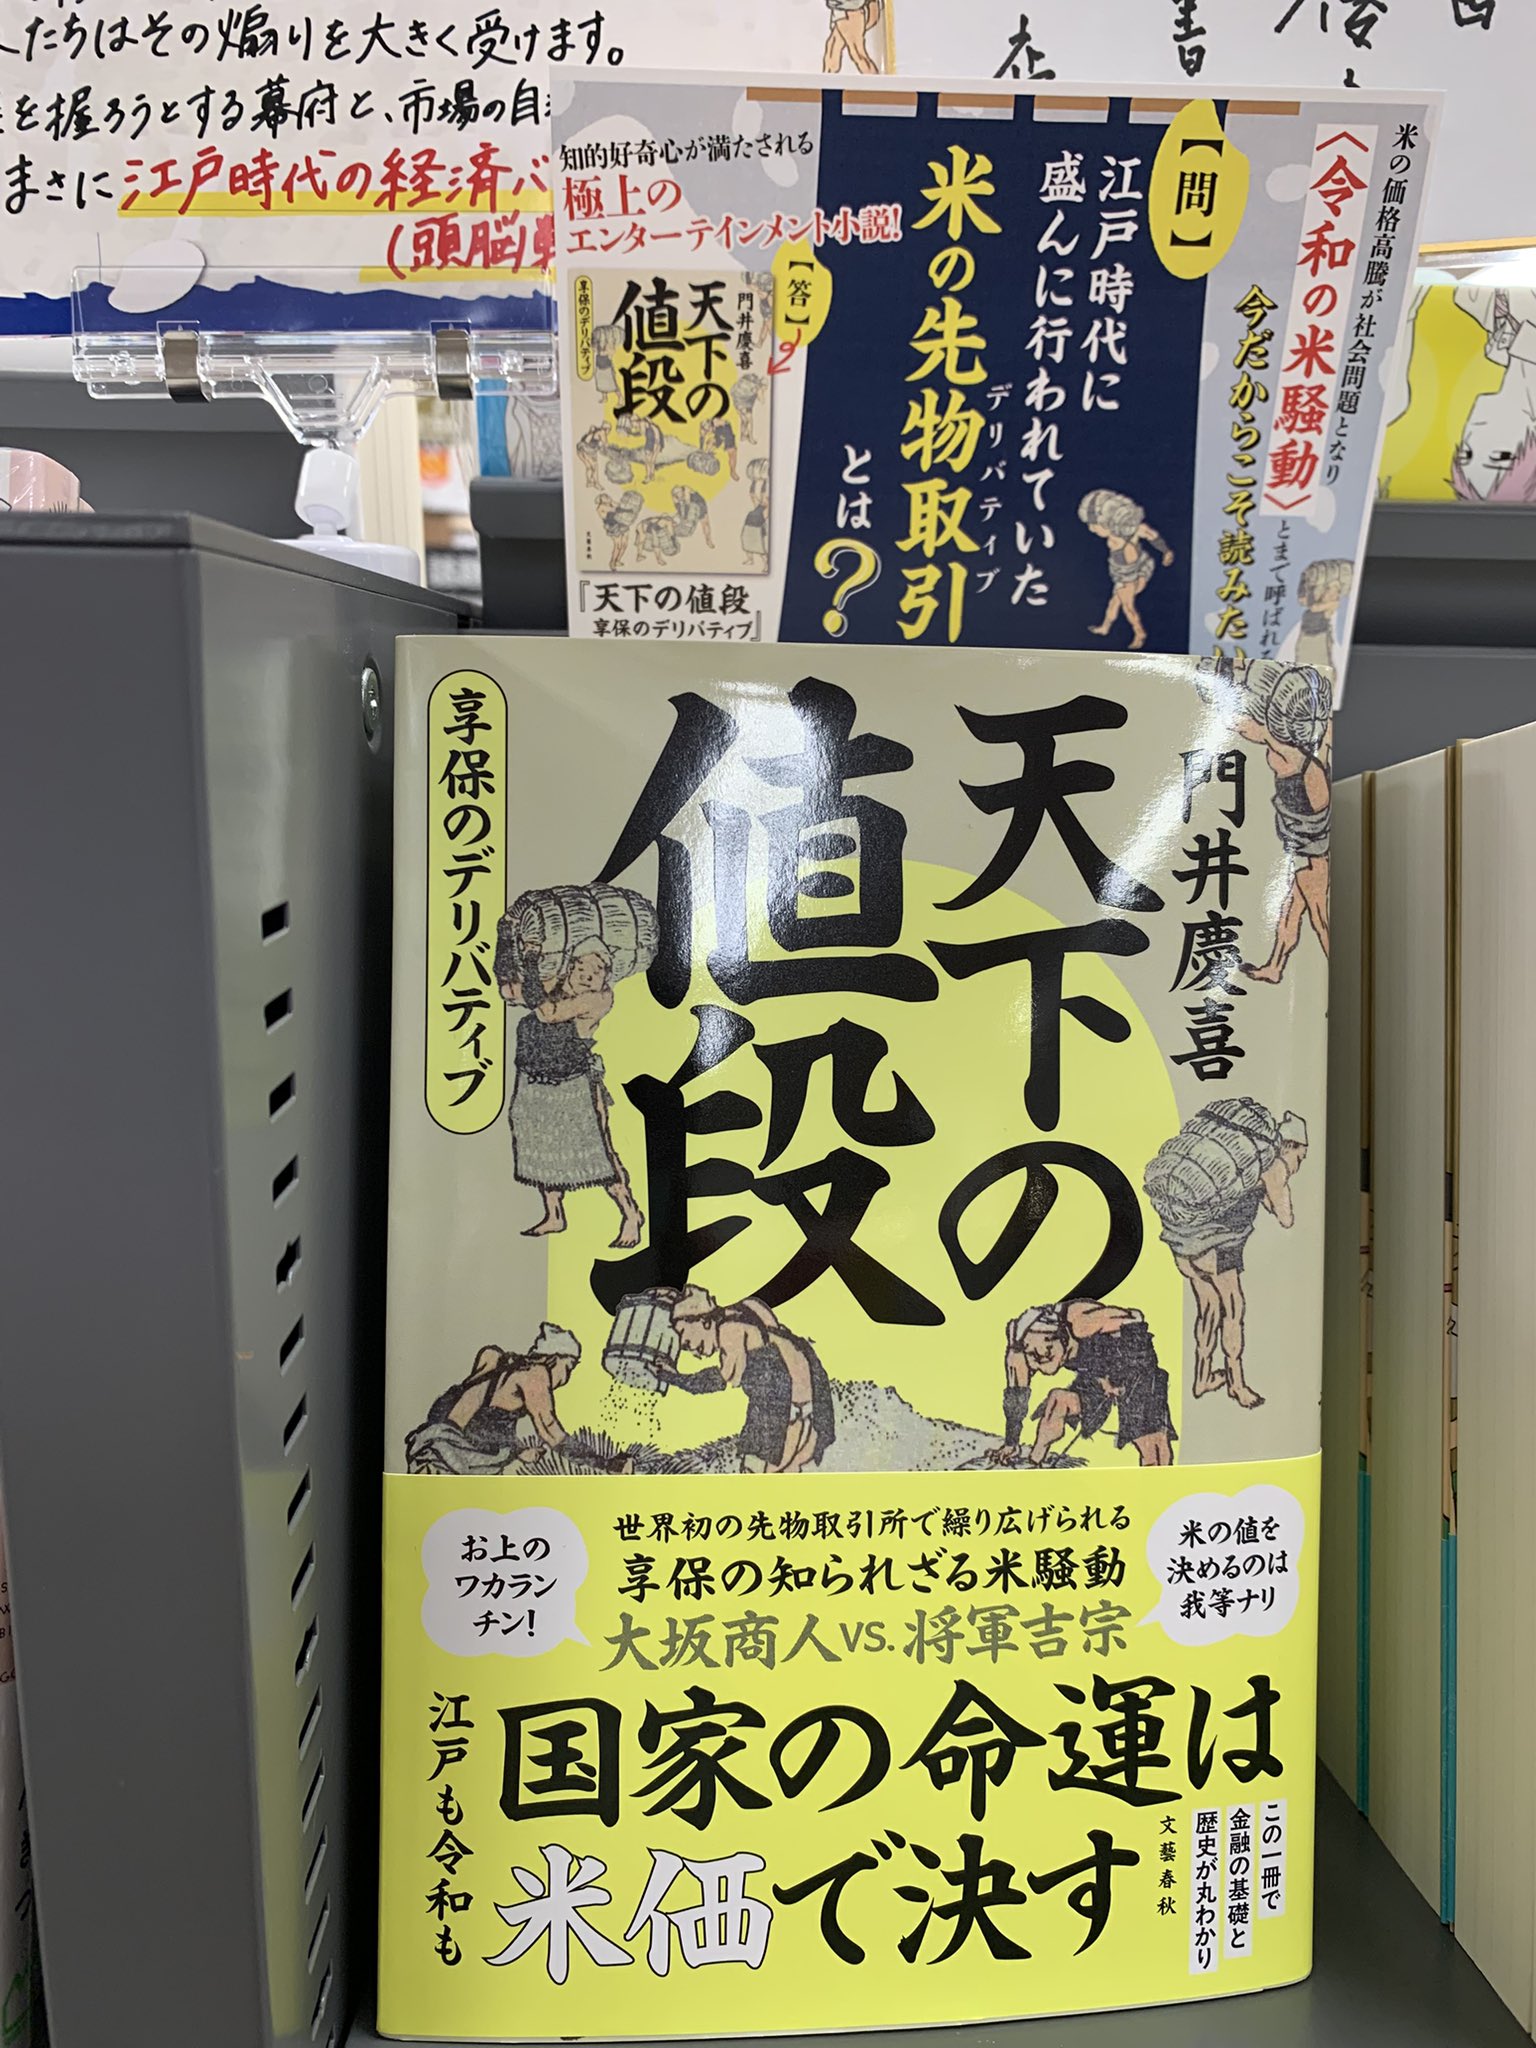 たちはその煽りを大きく受けます。
を握ろうとする幕府と、市場の自
まさに江戸時代の経済バ
(頭脳
書
米の価格高騰が社会問題となり
〈令和の米騒動〉
とまで呼ばれる
今だからこそ読みたい
【問】
江戸時代に
盛んに行われていた
米の先物取引
デリバティブ
とは?
知的好奇心が満たされる
極上の
エンターテインメント小説!
【答】
門井慶喜
天下の
値段
享保のデリバティブ
文藝春秋
『天下の値段
享保のデリバティブ』
門井慶喜
天下の
値段
享保のデリバティブ
世界初の先物取引所で繰り広げられる
享保の知られざる米騒動
大坂商人vs.将軍吉宗
米の値を
決めるのは
我等ナリ
お上の
ワカラン
チン!
国家の命運は
米価で決す
江戸も令和も
この一冊で
金融の基礎と
歴史が丸わかり
文藝春秋